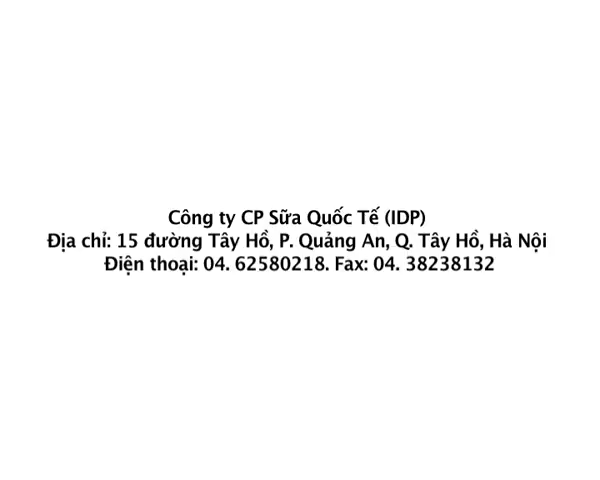 Công ty CP Sữa Quốc Tế (IDP)
Địa chỉ: 15 đường Tây Hồ, P. Quảng An, Q. Tây Hồ, Hà Nội
Điện thoại: 04. 62580218. Fax: 04. 38238132